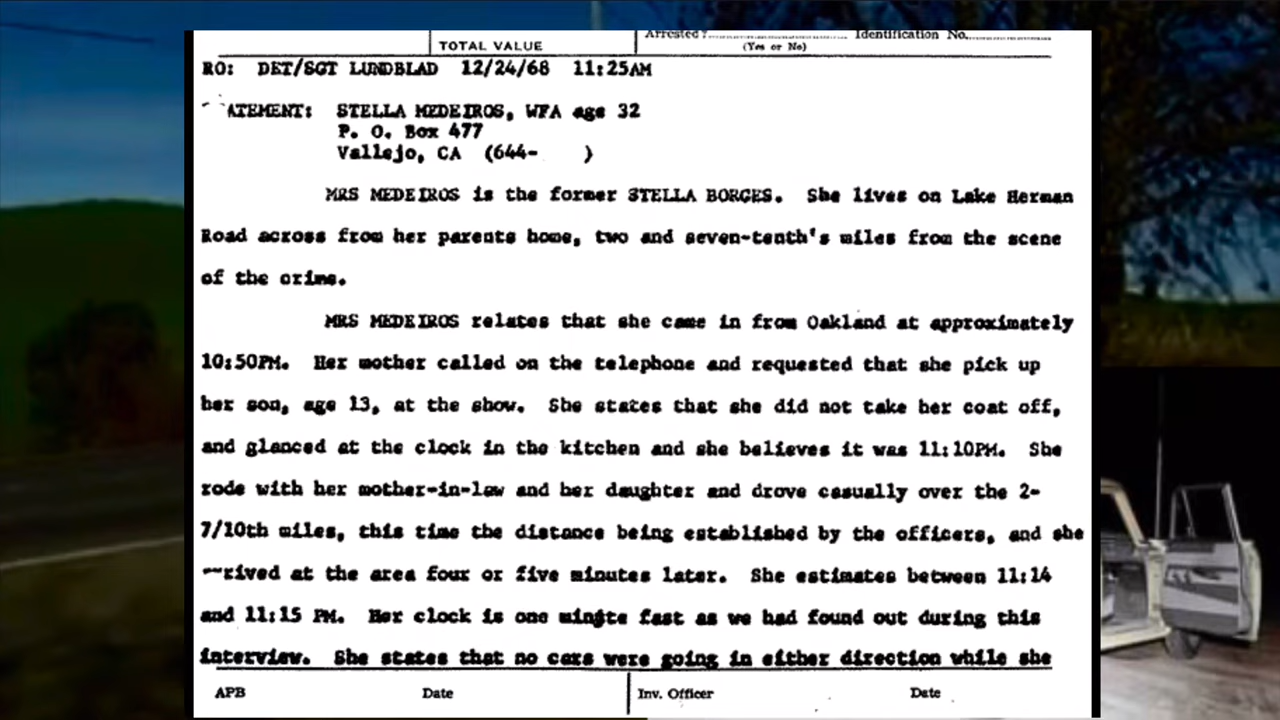 TOTAL VALUE
Arrested?
Identification No.
(Yes or No)
RO: DET/SGT LUNDBLAD 12/24/68 11:25AM
ATEMENT: STELLA MEDEIROS, WFA age 32
P. O. Box 477
Vallejo, CA (644- )
MRS MEDEIROS is the former STELLA BORGES. She lives on Lake Herman
Road across from her parents home, two and seven-tenth's miles from the scene
of the crime.
MRS MEDEIROS relates that she came in from Oakland at approximately
10:50PM. Her mother called on the telephone and requested that she pick up
her son, age 13, at the show. She states that she did not take her coat off,
and glanced at the clock in the kitchen and she believes it was 11:10PM. She
rode with her mother-in-law and her daughter and drove casually over the 2-
7/10th miles, this time the distance being established by the officers, and she
rived at the area four or five minutes later. She estimates between 11:14
and 11:15 PM. Her clock is one minute fast as we had found out during this
interview. She states that no cars were going in either direction while she
APB Date Inv. Officer Date